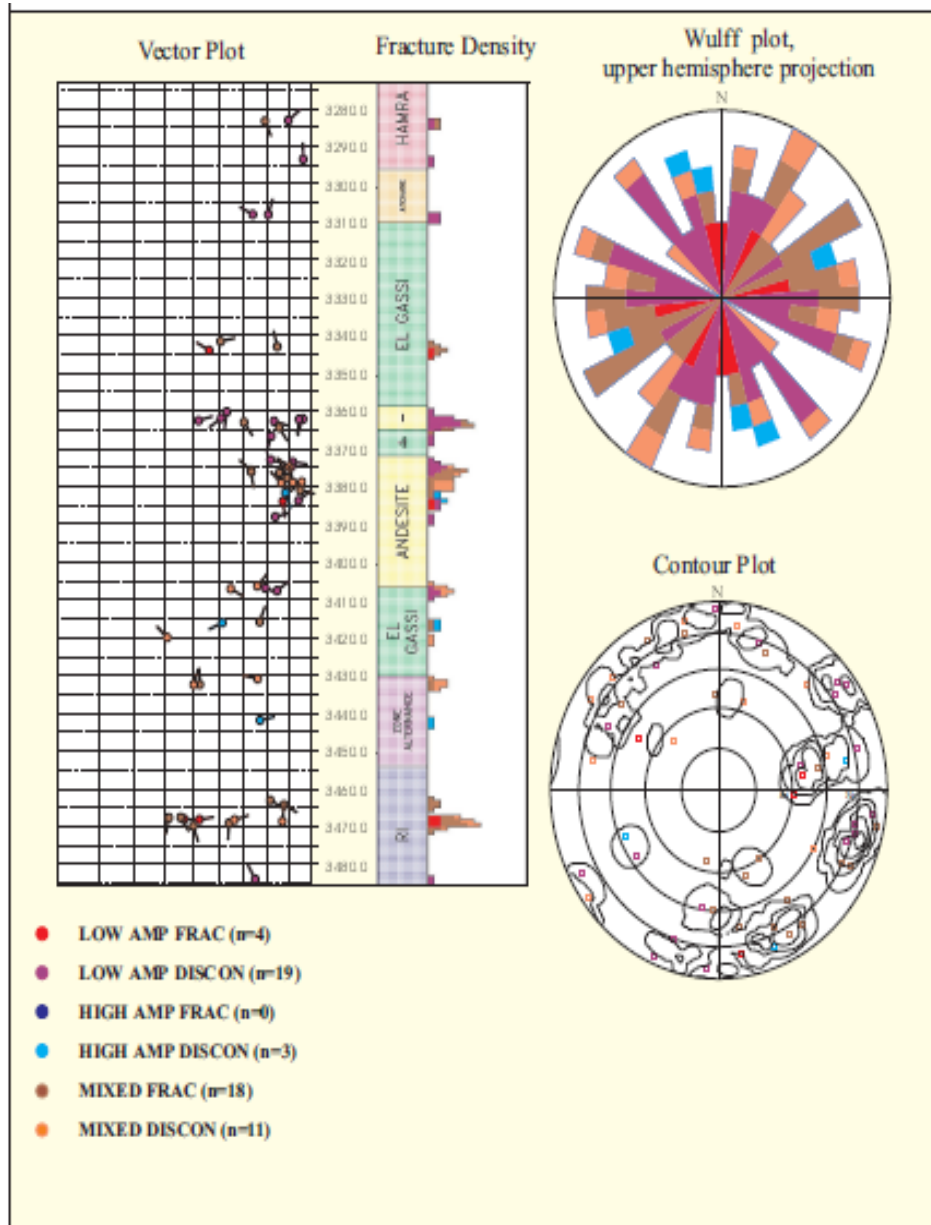 Vector Plot
Fracture Density
Wulff plot,
upper hemisphere projection
N
3280.0
3290.0
3300.0
3310.0
3320.0
3330.0
3340.0
3350.0
3360.0
3370.0
3380.0
3390.0
3400.0
3410.0
3420.0
3430.0
3440.0
3450.0
3460.0
3470.0
3480.0
HAMRA
EL GASSI
4
ANDESITE
EL
GASSI
ZONE
ALTERNANCE
RI
Contour Plot
N
LOW AMP FRAC (n=4)
LOW AMP DISCON (n=19)
HIGH AMP FRAC (n=0)
HIGH AMP DISCON (n=3)
MIXED FRAC (n=18)
MIXED DISCON (n=11)